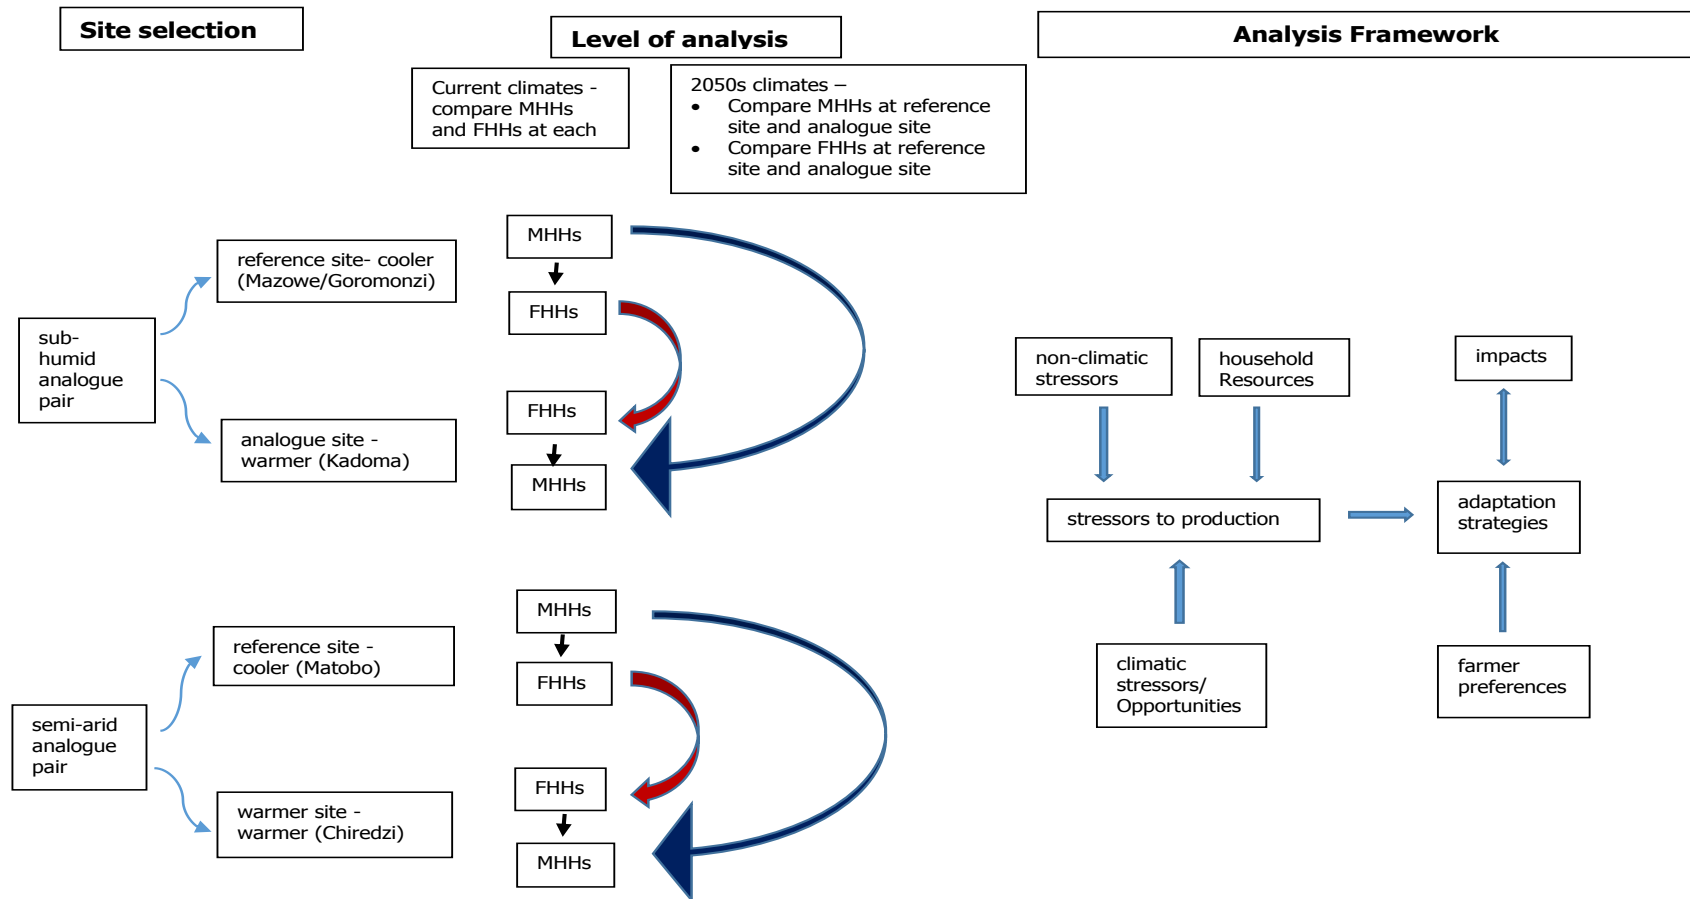 Site selection
Level of analysis
Analysis Framework
Current climates -
compare MHHs
and FHHs at each
2050s climates –
• Compare MHHs at reference
site and analogue site
• Compare FHHs at reference
site and analogue site
sub-
humid
analogue
pair
reference site- cooler
(Mazowe/Goromonzi)
analogue site -
warmer (Kadoma)
MHHs
FHHs
FHHs
MHHs
semi-arid
analogue
pair
reference site -
cooler (Matobo)
warmer site -
warmer (Chiredzi)
MHHs
FHHs
FHHs
MHHs
non-climatic
stressors
household
Resources
impacts
stressors to production
adaptation
strategies
climatic
stressors/
Opportunities
farmer
preferences